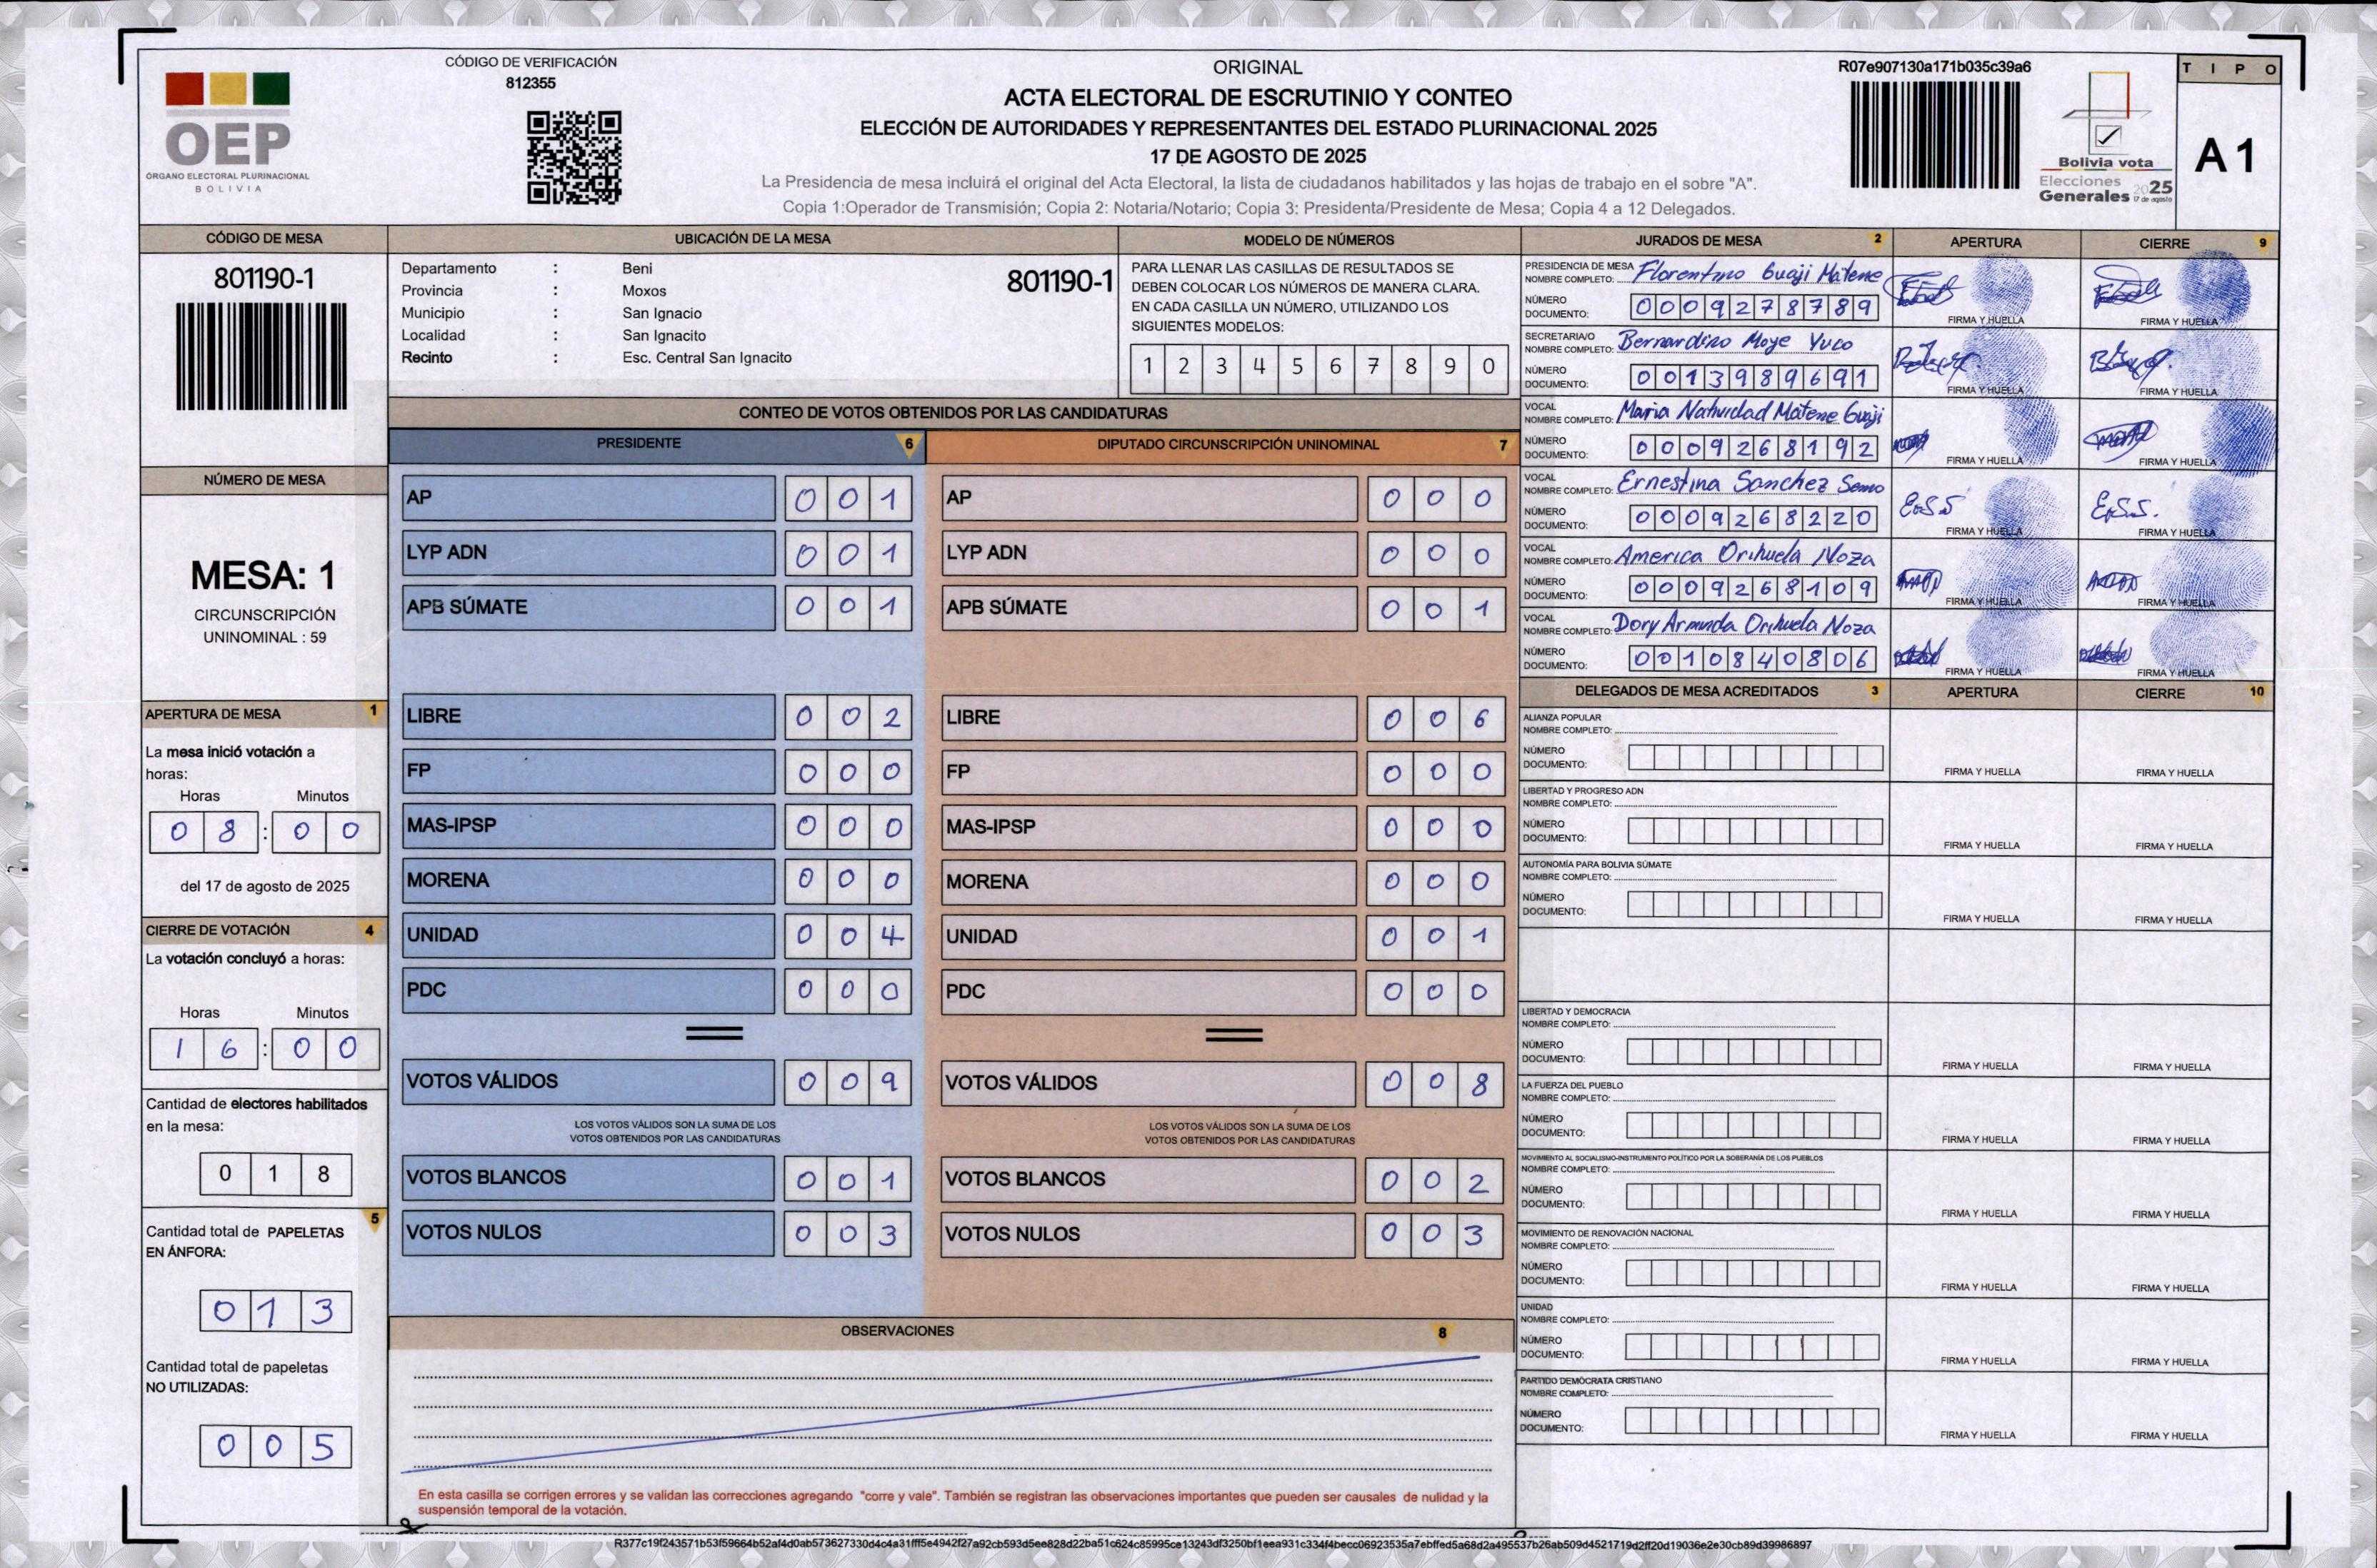 CÓDIGO DE VERIFICACIÓN
812355
OEP
ÓRGANO ELECTORAL PLURINACIONAL
BOLIVIA
ORIGINAL
ACTA ELECTORAL DE ESCRUTINIO Y CONTEO
ELECCIÓN DE AUTORIDADES Y REPRESENTANTES DEL ESTADO PLURINACIONAL 2025
17 DE AGOSTO DE 2025
La Presidencia de mesa incluirá el original del Acta Electoral, la lista de ciudadanos habilitados y las hojas de trabajo en el sobre "A".
Copia 1:Operador de Transmisión; Copia 2: Notaria/Notario; Copia 3: Presidenta/Presidente de Mesa; Copia 4 a 12 Delegados.
R07e907130a171b035c39a6
Bolivia vota
Elecciones
Generales 2025
17 de agosto
TIPO
A1
CÓDIGO DE MESA
801190-1
NÚMERO DE MESA
MESA: 1
CIRCUNSCRIPCIÓN
UNINOMINAL : 59
APERTURA DE MESA 1
La mesa inició votación a
horas:
Horas Minutos
08:00
del 17 de agosto de 2025
CIERRE DE VOTACIÓN 4
La votación concluyó a horas:
Horas Minutos
16:00
Cantidad de electores habilitados
en la mesa:
018
5
Cantidad total de PAPELETAS
EN ÁNFORA:
013
Cantidad total de papeletas
NO UTILIZADAS:
005
UBICACIÓN DE LA MESA
Departamento : Beni
801190-1
Provincia : Moxos
Municipio : San Ignacio
Localidad : San Ignacito
Recinto : Esc. Central San Ignacito
MODELO DE NÚMEROS
PARA LLENAR LAS CASILLAS DE RESULTADOS SE
DEBEN COLOCAR LOS NÚMEROS DE MANERA CLARA.
EN CADA CASILLA UN NÚMERO, UTILIZANDO LOS
SIGUIENTES MODELOS:
1 2 3 4 5 6 7 8 9 0
CONTEO DE VOTOS OBTENIDOS POR LAS CANDIDATURAS
PRESIDENTE 6
AP 001
LYP ADN 001
APB SÚMATE 001
LIBRE 002
FP 000
MAS-IPSP 000
MORENA 000
UNIDAD 004
PDC 000
VOTOS VÁLIDOS 009
LOS VOTOS VÁLIDOS SON LA SUMA DE LOS
VOTOS OBTENIDOS POR LAS CANDIDATURAS
VOTOS BLANCOS 001
VOTOS NULOS 003
DIPUTADO CIRCUNSCRIPCIÓN UNINOMINAL 7
AP 000
LYP ADN 000
APB SÚMATE 001
LIBRE 006
FP 000
MAS-IPSP 000
MORENA 000
UNIDAD 001
PDC 000
VOTOS VÁLIDOS 008
LOS VOTOS VÁLIDOS SON LA SUMA DE LOS
VOTOS OBTENIDOS POR LAS CANDIDATURAS
VOTOS BLANCOS 002
VOTOS NULOS 003
OBSERVACIONES 8
En esta casilla se corrigen errores y se validan las correcciones agregando "corre y vale". También se registran las observaciones importantes que pueden ser causales de nulidad y la
suspensión temporal de la votación.
JURADOS DE MESA 2 APERTURA CIERRE 9
PRESIDENCIA DE MESA
NOMBRE COMPLETO: Florentino Guaji Matene
NÚMERO
DOCUMENTO: 0009278789
FIRMA Y HUELLA FIRMA Y HUELLA
SECRETARIA/O
NOMBRE COMPLETO: Bernardino Moye Yuco
NÚMERO
DOCUMENTO: 0013989691
FIRMA Y HUELLA FIRMA Y HUELLA
VOCAL
NOMBRE COMPLETO: Maria Natividad Matene Guaji
NÚMERO
DOCUMENTO: 0009268192
FIRMA Y HUELLA FIRMA Y HUELLA
VOCAL
NOMBRE COMPLETO: Ernestina Sanchez Semo
NÚMERO
DOCUMENTO: 0009268220
E.S.S E.S.S.
FIRMA Y HUELLA FIRMA Y HUELLA
VOCAL
NOMBRE COMPLETO: America Orihuela Noza
NÚMERO
DOCUMENTO: 0009268109
FIRMA Y HUELLA FIRMA Y HUELLA
VOCAL
NOMBRE COMPLETO: Dory Arminda Orihuela Noza
NÚMERO
DOCUMENTO: 0010840806
FIRMA Y HUELLA FIRMA Y HUELLA
DELEGADOS DE MESA ACREDITADOS 3 APERTURA CIERRE 10
ALIANZA POPULAR
NOMBRE COMPLETO:
NÚMERO
DOCUMENTO:
FIRMA Y HUELLA FIRMA Y HUELLA
LIBERTAD Y PROGRESO ADN
NOMBRE COMPLETO:
NÚMERO
DOCUMENTO:
FIRMA Y HUELLA FIRMA Y HUELLA
AUTONOMÍA PARA BOLIVIA SÚMATE
NOMBRE COMPLETO:
NÚMERO
DOCUMENTO:
FIRMA Y HUELLA FIRMA Y HUELLA
LIBERTAD Y DEMOCRACIA
NOMBRE COMPLETO:
NÚMERO
DOCUMENTO:
FIRMA Y HUELLA FIRMA Y HUELLA
LA FUERZA DEL PUEBLO
NOMBRE COMPLETO:
NÚMERO
DOCUMENTO:
FIRMA Y HUELLA FIRMA Y HUELLA
MOVIMIENTO AL SOCIALISMO-INSTRUMENTO POLÍTICO POR LA SOBERANÍA DE LOS PUEBLOS
NOMBRE COMPLETO:
NÚMERO
DOCUMENTO:
FIRMA Y HUELLA FIRMA Y HUELLA
MOVIMIENTO DE RENOVACIÓN NACIONAL
NOMBRE COMPLETO:
NÚMERO
DOCUMENTO:
FIRMA Y HUELLA FIRMA Y HUELLA
UNIDAD
NOMBRE COMPLETO:
NÚMERO
DOCUMENTO:
FIRMA Y HUELLA FIRMA Y HUELLA
PARTIDO DEMÓCRATA CRISTIANO
NOMBRE COMPLETO:
NÚMERO
DOCUMENTO:
FIRMA Y HUELLA FIRMA Y HUELLA